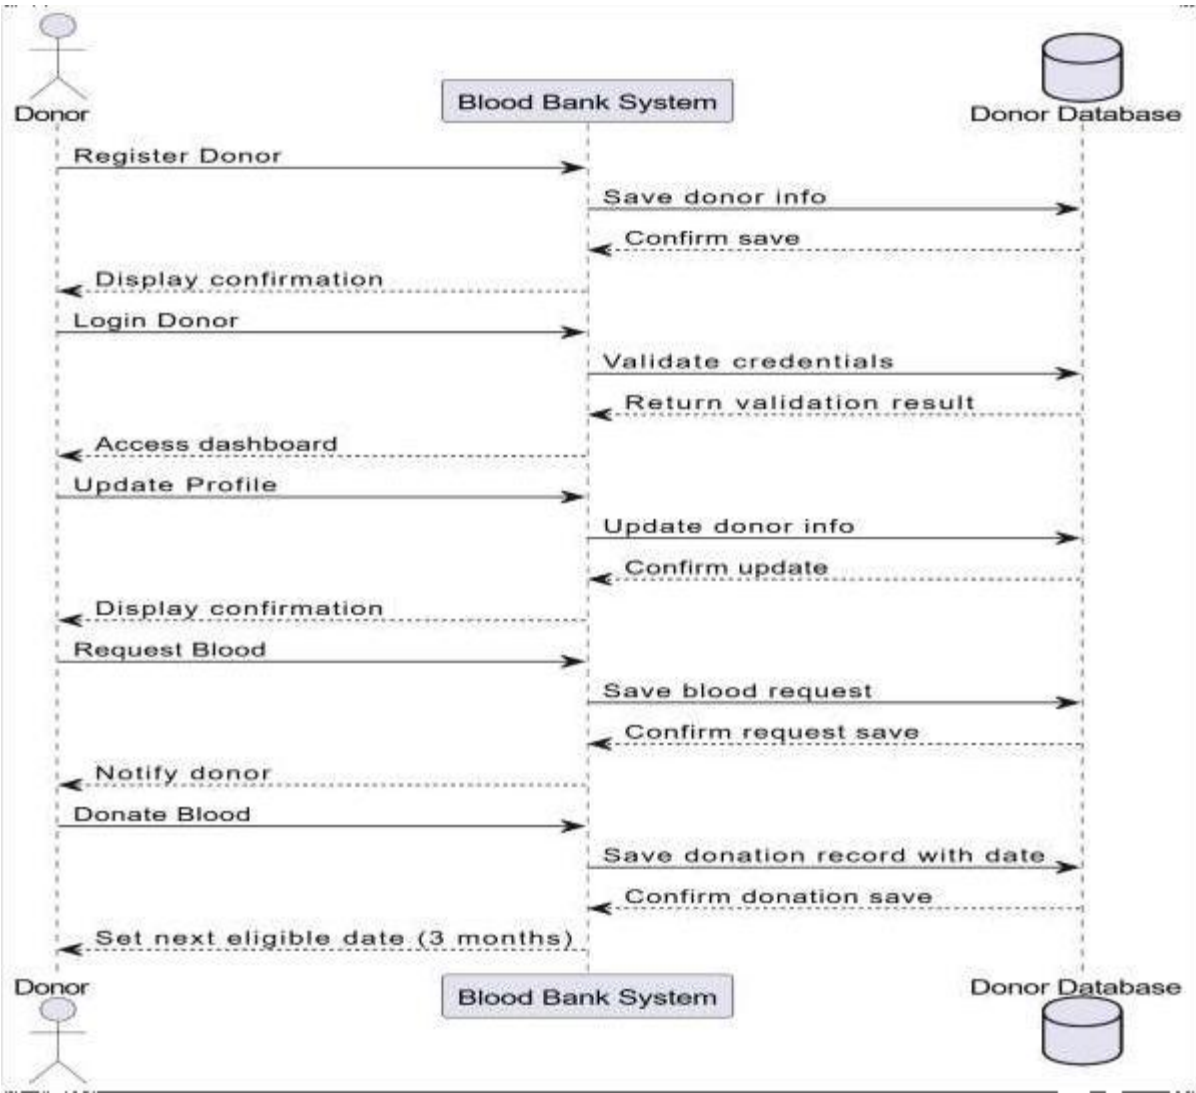 Donor
Blood Bank System
Donor Database
Register Donor
Save donor info
Confirm save
Display confirmation
Login Donor
Validate credentials
Return validation result
Access dashboard
Update Profile
Update donor info
Confirm update
Display confirmation
Request Blood
Save blood request
Confirm request save
Notify donor
Donate Blood
Save donation record with date
Confirm donation save
Set next eligible date (3 months)
Donor
Blood Bank System
Donor Database